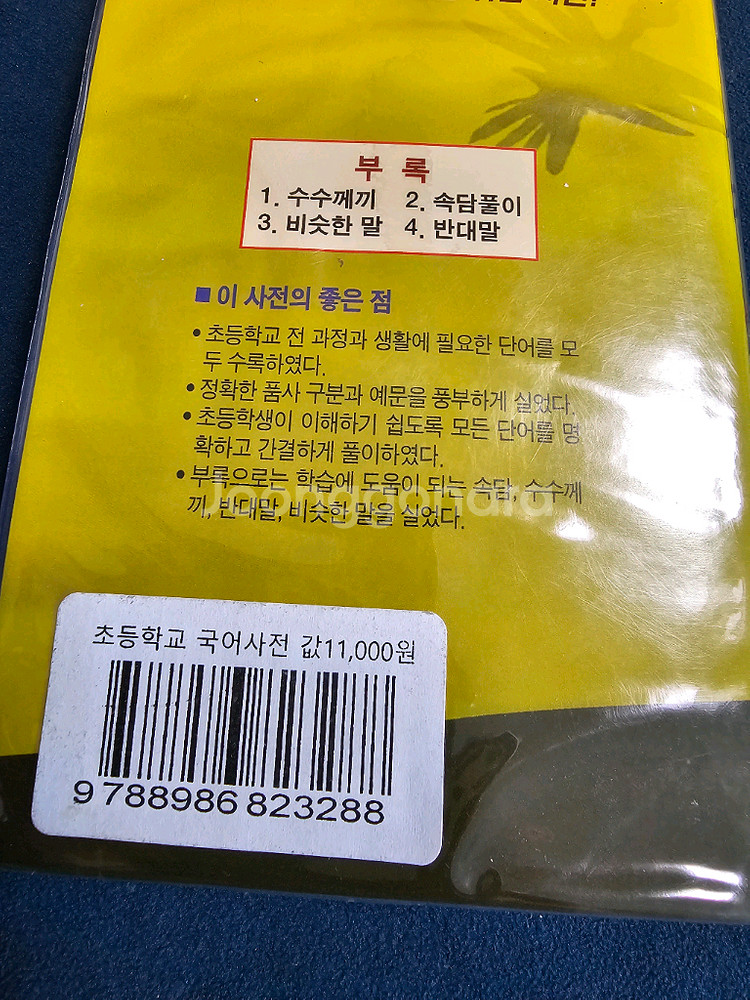 부 록
1. 수수께끼 2. 속담풀이
3. 비슷한 말 4. 반대말
■ 이 사전의 좋은 점
• 초등학교 전 과정과 생활에 필요한 단어를 모
두 수록하였다.
• 정확한 품사 구분과 예문을 풍부하게 실었다.
• 초등학생이 이해하기 쉽도록 모든 단어를 명
확하고 간결하게 풀이하였다.
• 부록으로는 학습에 도움이 되는 속담, 수수께
끼, 반대말, 비슷한 말을 실었다.
Joonggonara
초등학교 국어사전 값11,000원
9 788986 823288